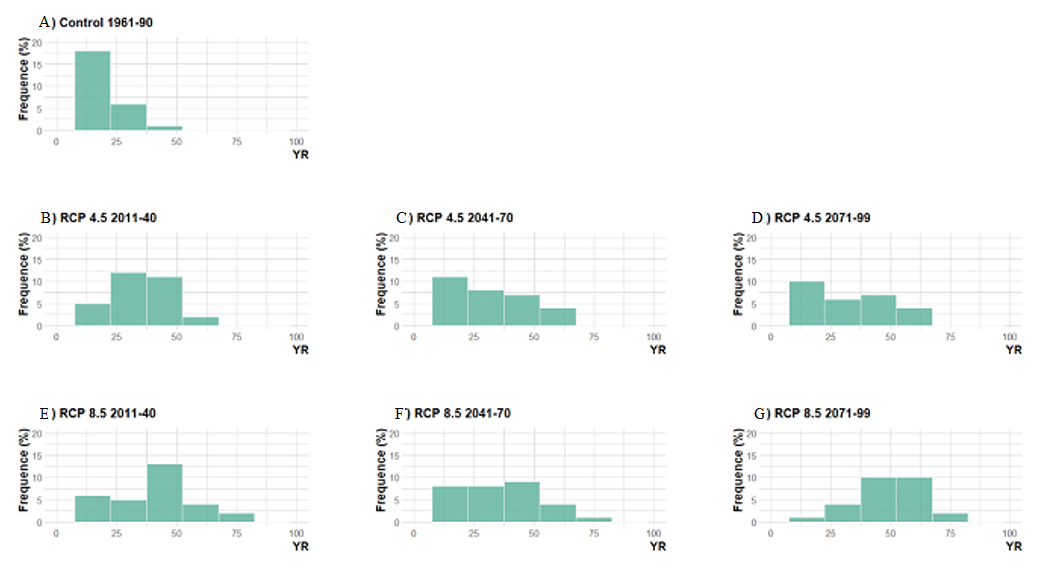 A) Control 1961-90
Frequence (%)
20
15
10
5
0
0 25 50 75 100
YR
B) RCP 4.5 2011-40
Frequence (%)
20
15
10
5
0
0 25 50 75 100
YR
C) RCP 4.5 2041-70
Frequence (%)
20
15
10
5
0
0 25 50 75 100
YR
D) RCP 4.5 2071-99
Frequence (%)
20
15
10
5
0
0 25 50 75 100
YR
E) RCP 8.5 2011-40
Frequence (%)
20
15
10
5
0
0 25 50 75 100
YR
F) RCP 8.5 2041-70
Frequence (%)
20
15
10
5
0
0 25 50 75 100
YR
G) RCP 8.5 2071-99
Frequence (%)
20
15
10
5
0
0 25 50 75 100
YR